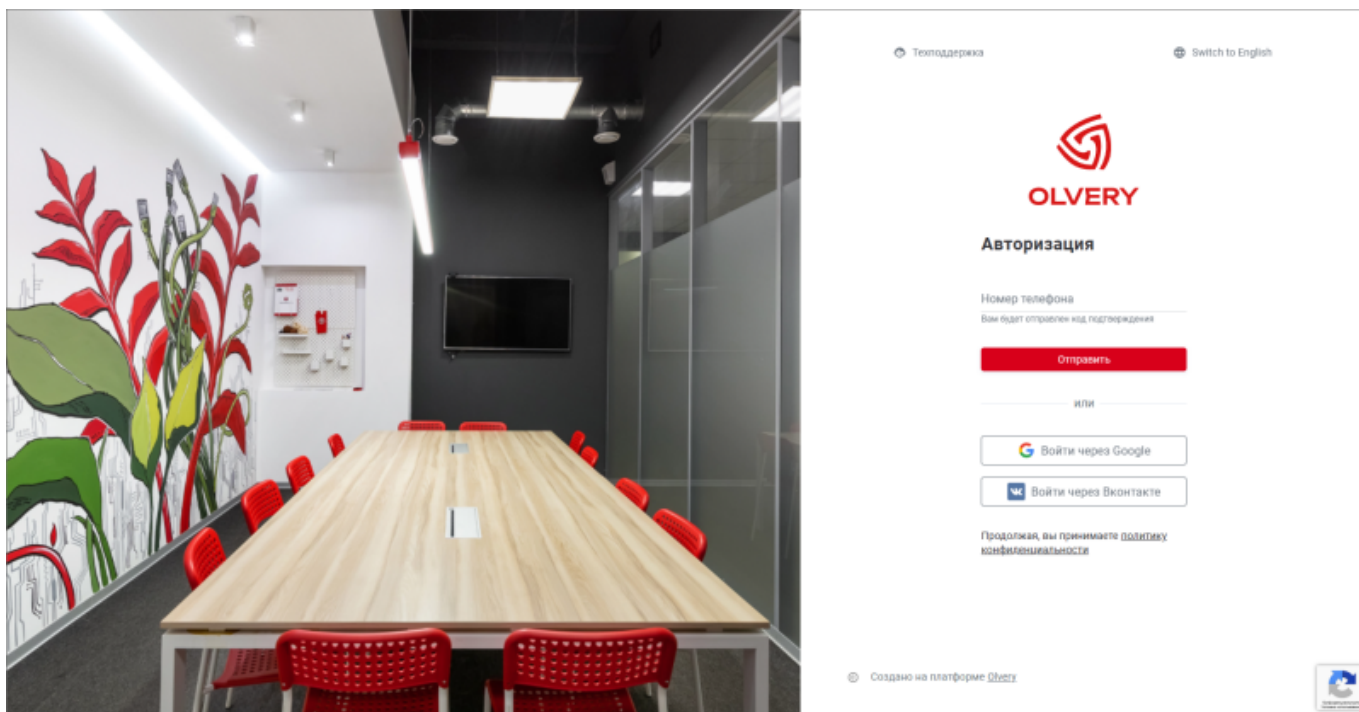 Техподдержка
Switch to English
OLVERY
Авторизация
Номер телефона
Вам будет отправлен код подтверждения
Отправить
или
Войти через Google
Войти через Вконтакте
Продолжая, вы принимаете политику
конфиденциальности
Создано на платформе Olvery